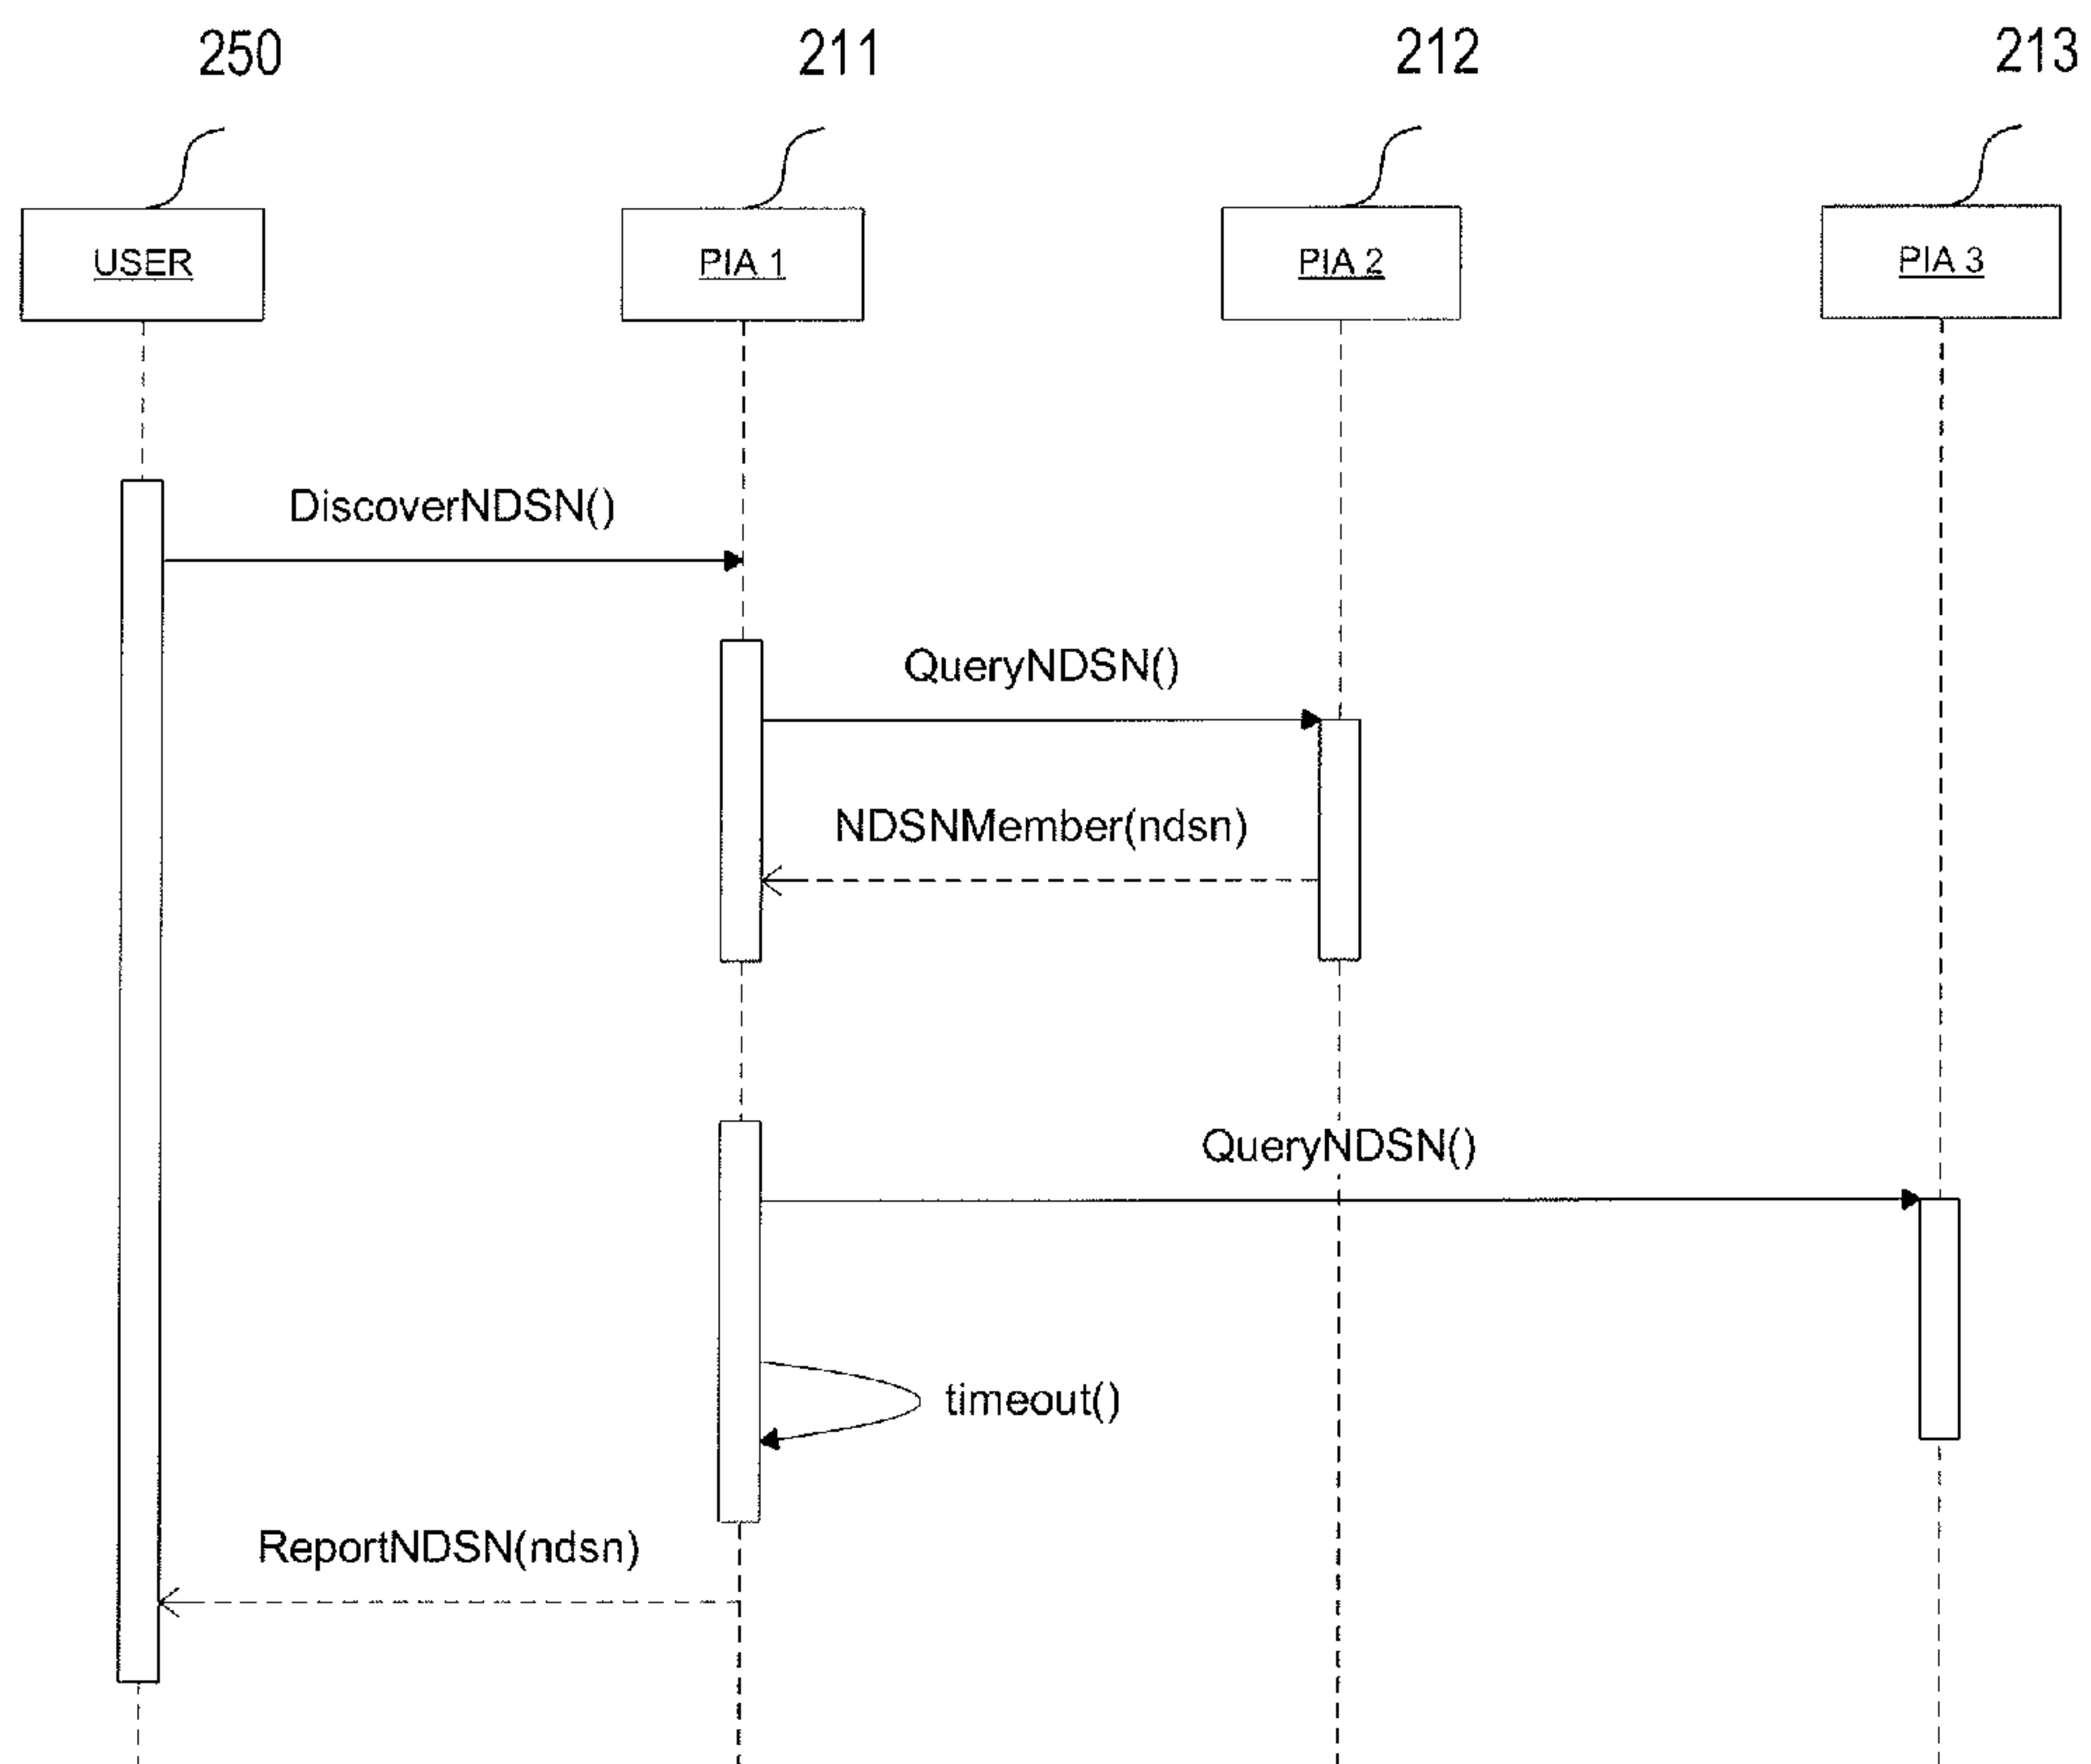 250
211
212
213
USER
PIA 1
PIA 2
PIA 3
DiscoverNDSN()
QueryNDSN()
NDSNMember(ndsn)
QueryNDSN()
timeout()
ReportNDSN(ndsn)